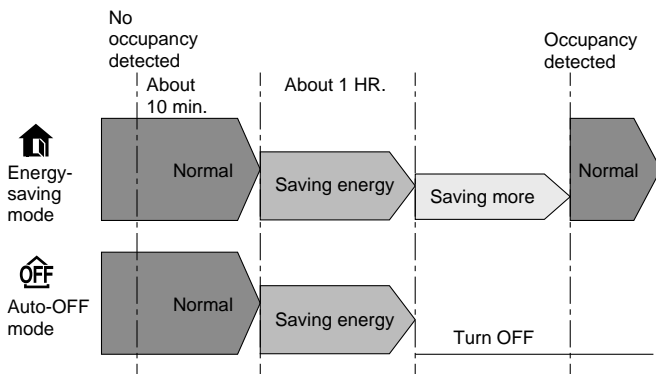 No
occupancy
detected
Occupancy
detected
About
10 min.
About 1 HR.
Energy-
saving
mode
Normal
Saving energy
Saving more
Normal
OFF
Auto-OFF
mode
Normal
Saving energy
Turn OFF